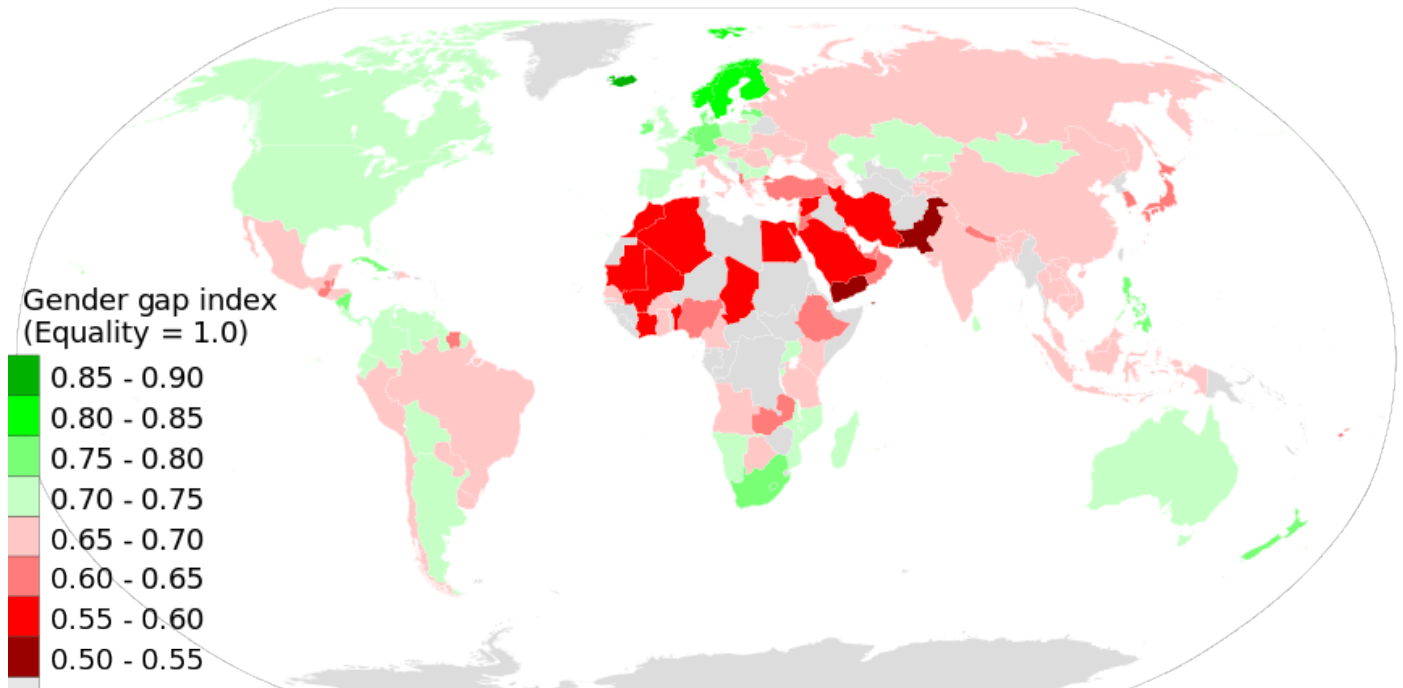 Gender gap index
(Equality = 1.0)
0.85 - 0.90
0.80 - 0.85
0.75 - 0.80
0.70 - 0.75
0.65 - 0.70
0.60 - 0.65
0.55 - 0.60
0.50 - 0.55